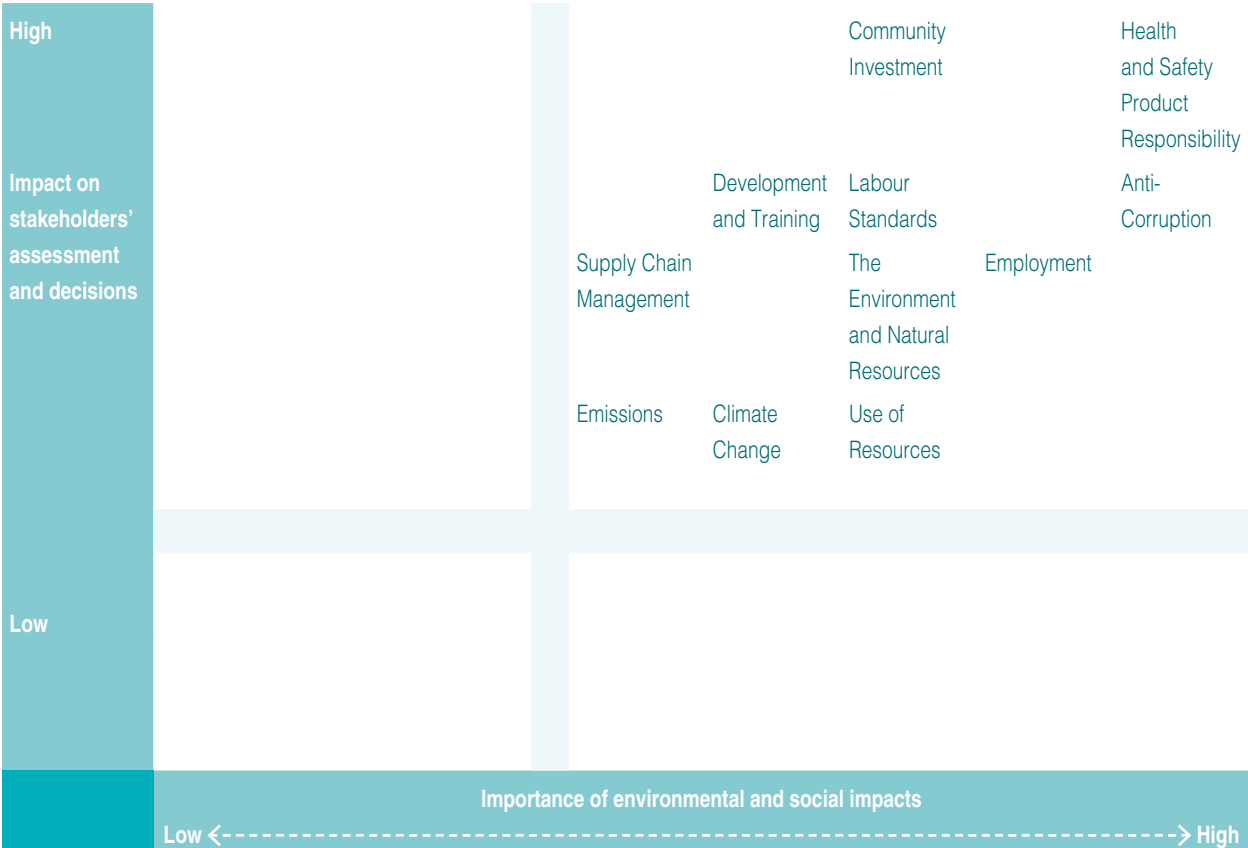 High
Community
Investment
Health
and Safety
Product
Responsibility
Impact on
stakeholders’
assessment
and decisions
Development
and Training
Labour
Standards
Anti-
Corruption
Supply Chain
Management
The
Environment
and Natural
Resources
Employment
Emissions
Climate
Change
Use of
Resources
Low
Importance of environmental and social impacts
Low
High